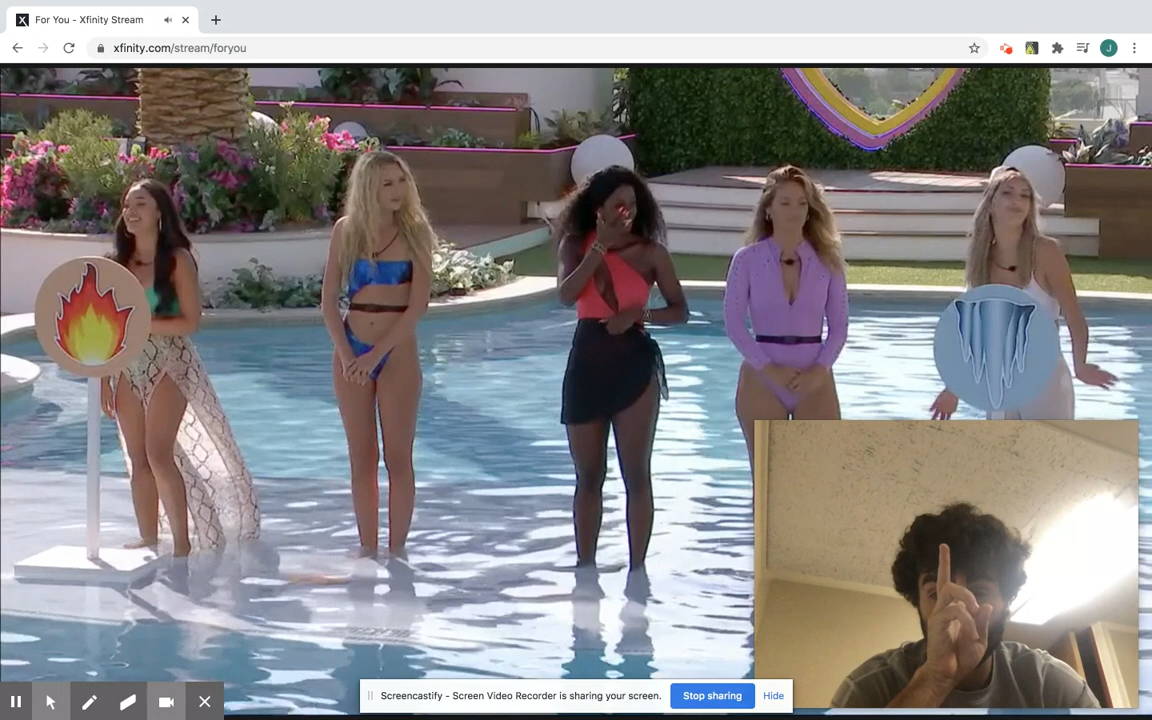 For You - Xfinity Stream
xfinity.com/stream/foryou
J
Screencastify - Screen Video Recorder is sharing your screen.
Stop sharing
Hide